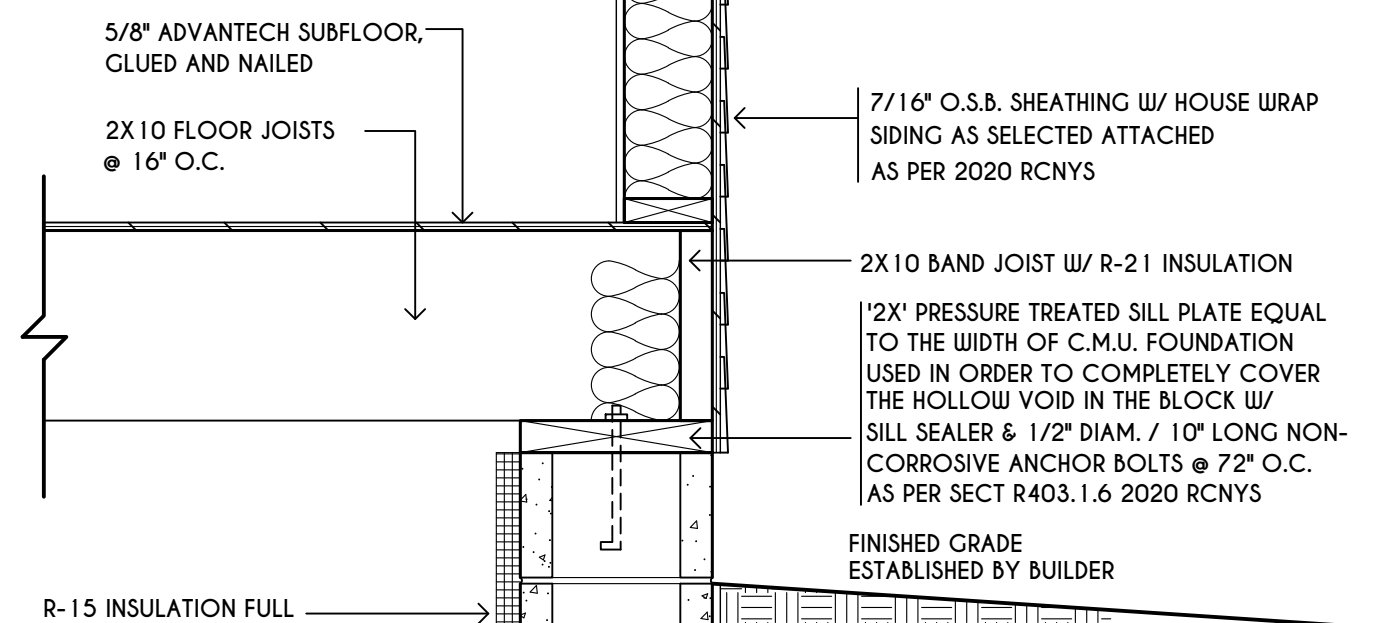 5/8" ADVANTECH SUBFLOOR,
GLUED AND NAILED
2X10 FLOOR JOISTS
@ 16" O.C.
7/16" O.S.B. SHEATHING W/ HOUSE WRAP
SIDING AS SELECTED ATTACHED
AS PER 2020 RCNYS
2X10 BAND JOIST W/ R-21 INSULATION
'2X' PRESSURE TREATED SILL PLATE EQUAL
TO THE WIDTH OF C.M.U. FOUNDATION
USED IN ORDER TO COMPLETELY COVER
THE HOLLOW VOID IN THE BLOCK W/
SILL SEALER & 1/2" DIAM. / 10" LONG NON-
CORROSIVE ANCHOR BOLTS @ 72" O.C.
AS PER SECT R403.1.6 2020 RCNYS
FINISHED GRADE
ESTABLISHED BY BUILDER
R-15 INSULATION FULL